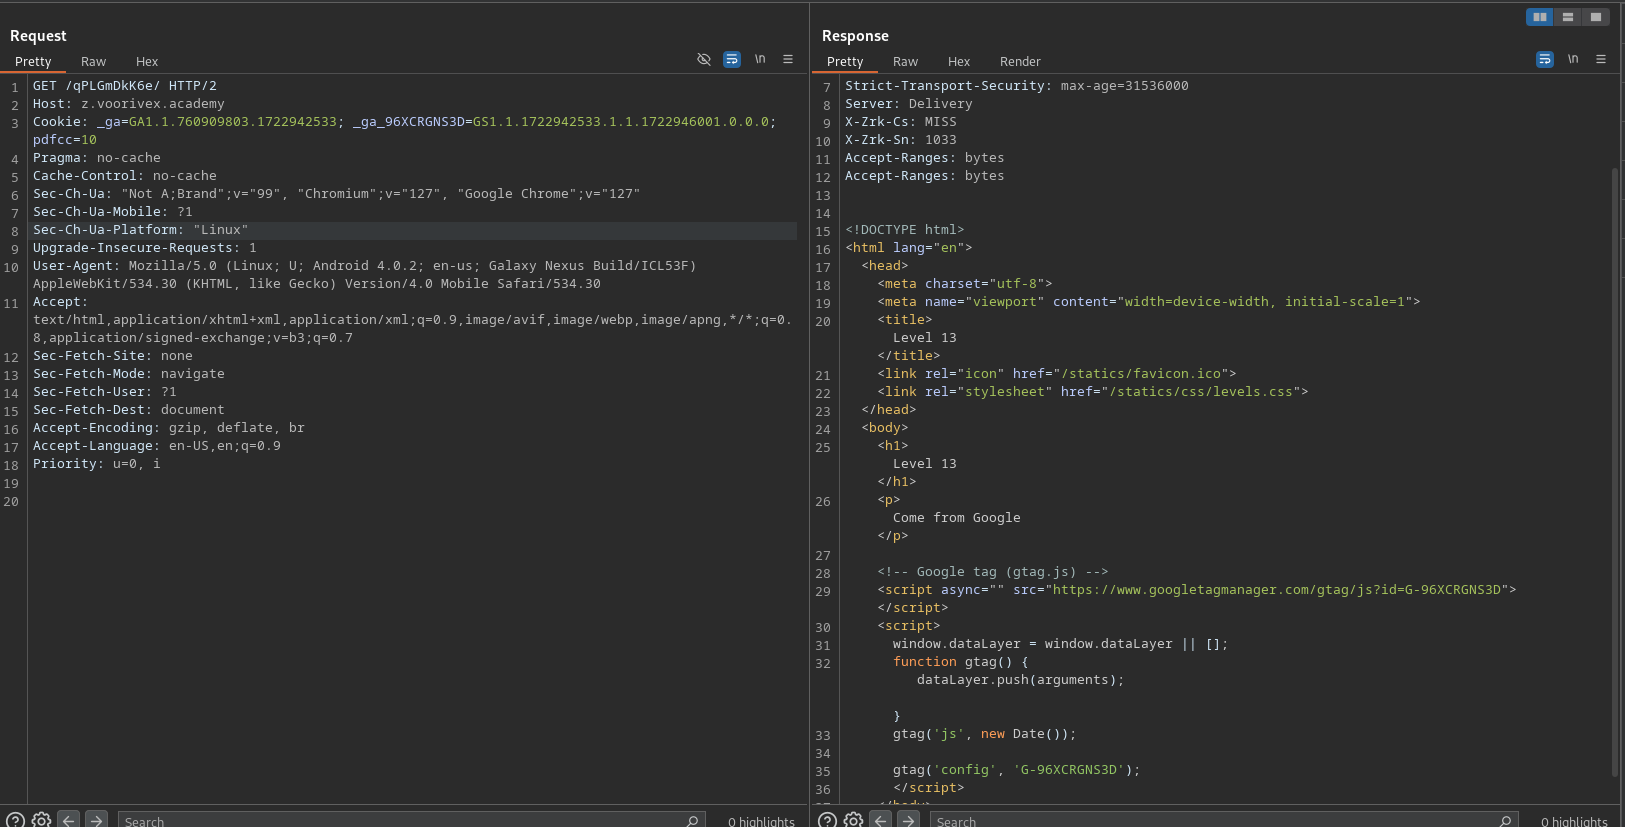 Request
Pretty Raw Hex
\n
1 GET /qPLGmDkK6e/ HTTP/2
2 Host: z.voorivex.academy
3 Cookie: _ga=GA1.1.760909803.1722942533; _ga_96XCRGNS3D=GS1.1.1722942533.1.1.1722946001.0.0.0;
pdfcc=10
4 Pragma: no-cache
5 Cache-Control: no-cache
6 Sec-Ch-Ua: "Not A;Brand";v="99", "Chromium";v="127", "Google Chrome";v="127"
7 Sec-Ch-Ua-Mobile: ?1
8 Sec-Ch-Ua-Platform: "Linux"
9 Upgrade-Insecure-Requests: 1
10 User-Agent: Mozilla/5.0 (Linux; U; Android 4.0.2; en-us; Galaxy Nexus Build/ICL53F)
AppleWebKit/534.30 (KHTML, like Gecko) Version/4.0 Mobile Safari/534.30
11 Accept:
text/html,application/xhtml+xml,application/xml;q=0.9,image/avif,image/webp,image/apng,*/*;q=0.
8,application/signed-exchange;v=b3;q=0.7
12 Sec-Fetch-Site: none
13 Sec-Fetch-Mode: navigate
14 Sec-Fetch-User: ?1
15 Sec-Fetch-Dest: document
16 Accept-Encoding: gzip, deflate, br
17 Accept-Language: en-US,en;q=0.9
18 Priority: u=0, i
19
20
Search
0 highlights
Response
Pretty Raw Hex Render
\n
7 Strict-Transport-Security: max-age=31536000
8 Server: Delivery
9 X-Zrk-Cs: MISS
10 X-Zrk-Sn: 1033
11 Accept-Ranges: bytes
12 Accept-Ranges: bytes
13
14
15 <!DOCTYPE html>
16 <html lang="en">
17 <head>
18 <meta charset="utf-8">
19 <meta name="viewport" content="width=device-width, initial-scale=1">
20 <title>
Level 13
</title>
21 <link rel="icon" href="/statics/favicon.ico">
22 <link rel="stylesheet" href="/statics/css/levels.css">
23 </head>
24 <body>
25 <h1>
Level 13
</h1>
26 <p>
Come from Google
</p>
27
28 <!-- Google tag (gtag.js) -->
29 <script async="" src="https://www.googletagmanager.com/gtag/js?id=G-96XCRGNS3D">
</script>
30 <script>
31 window.dataLayer = window.dataLayer || [];
32 function gtag() {
dataLayer.push(arguments);
}
33 gtag('js', new Date());
34
35 gtag('config', 'G-96XCRGNS3D');
36 </script>
Search
0 highlights